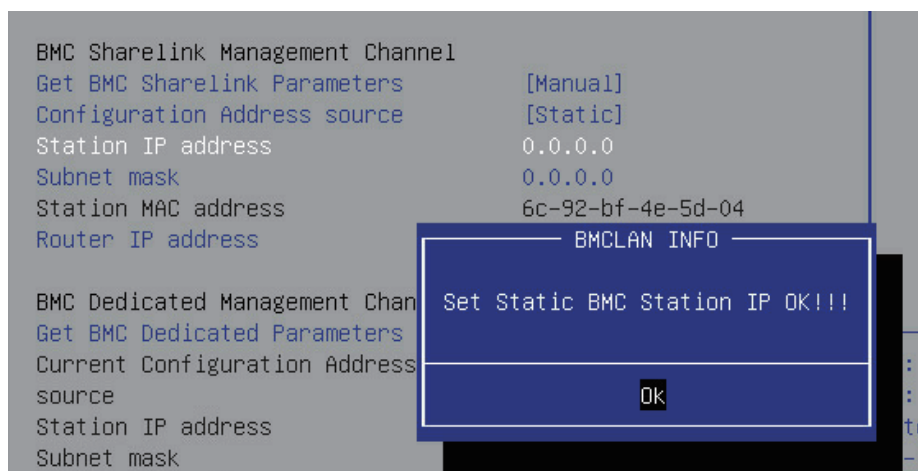 BMC Sharelink Management Channel
Get BMC Sharelink Parameters [Manual]
Configuration Address source [Static]
Station IP address 0.0.0.0
Subnet mask 0.0.0.0
Station MAC address 6c-92-bf-4e-5d-04
Router IP address
BMCLAN INFO
Set Static BMC Station IP OK!!!
Ok
BMC Dedicated Management Chan
Get BMC Dedicated Parameters
Current Configuration Address
source
Station IP address
Subnet mask